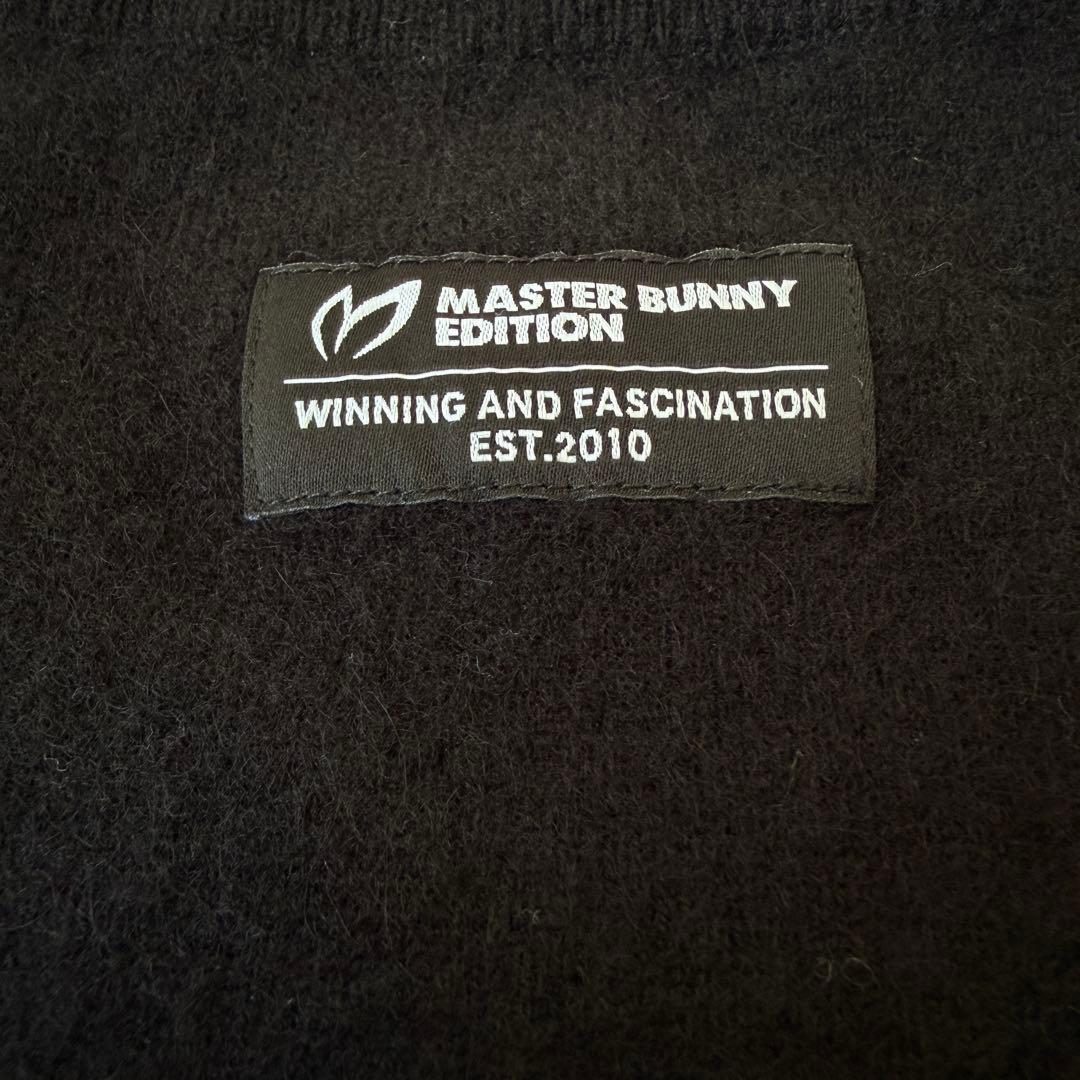 MASTER BUNNY
EDITION
WINNING AND FASCINATION
EST.2010